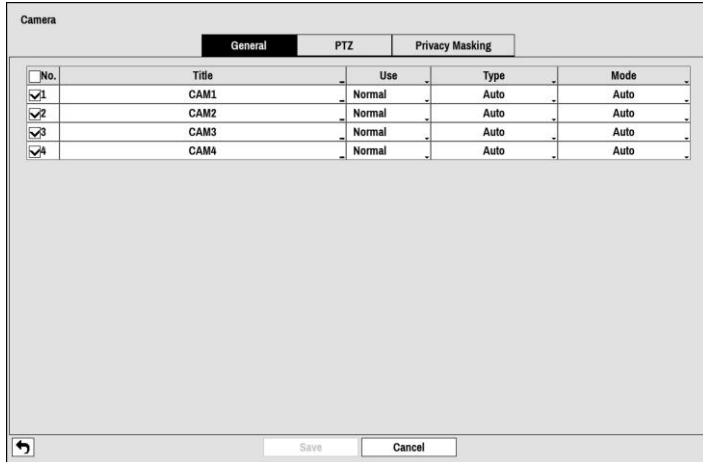 Camera
General PTZ Privacy Masking
No. Title Use Type Mode
1 CAM1 Normal Auto Auto
2 CAM2 Normal Auto Auto
3 CAM3 Normal Auto Auto
4 CAM4 Normal Auto Auto
Save Cancel